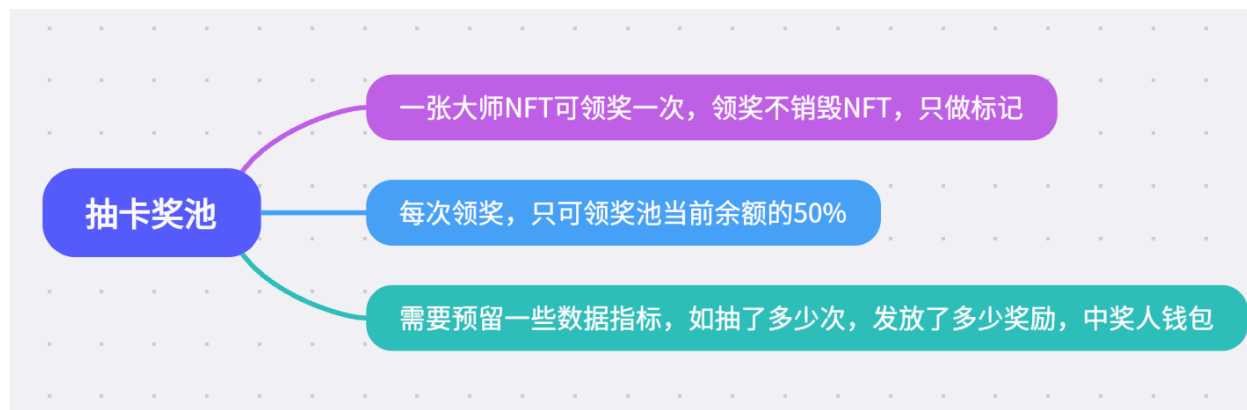 抽卡奖池
一张大师NFT可领奖一次，领奖不销毁NFT，只做标记
每次领奖，只可领奖池当前余额的50%
需要预留一些数据指标，如抽了多少次，发放了多少奖励，中奖人钱包